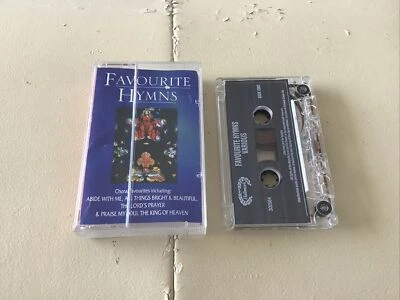 FAVOURITE
HYMNS
Choral favourites including:
ABIDE WITH ME, ALL THINGS BRIGHT & BEAUTIFUL,
THE LORD'S PRAYER
& PRAISE MY SOUL THE KING OF HEAVEN
FAVOURITE HYMNS
VARIOUS